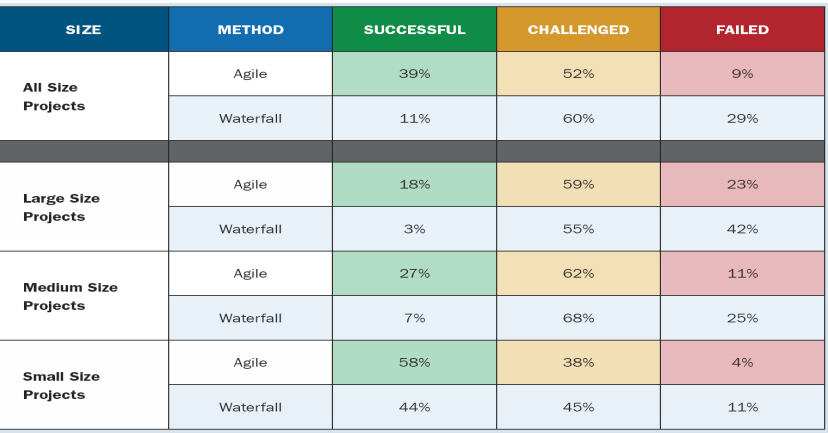 SIZE METHOD SUCCESSFUL CHALLENGED FAILED
All Size
Projects
Agile 39% 52% 9%
Waterfall 11% 60% 29%
Large Size
Projects
Agile 18% 59% 23%
Waterfall 3% 55% 42%
Medium Size
Projects
Agile 27% 62% 11%
Waterfall 7% 68% 25%
Small Size
Projects
Agile 58% 38% 4%
Waterfall 44% 45% 11%